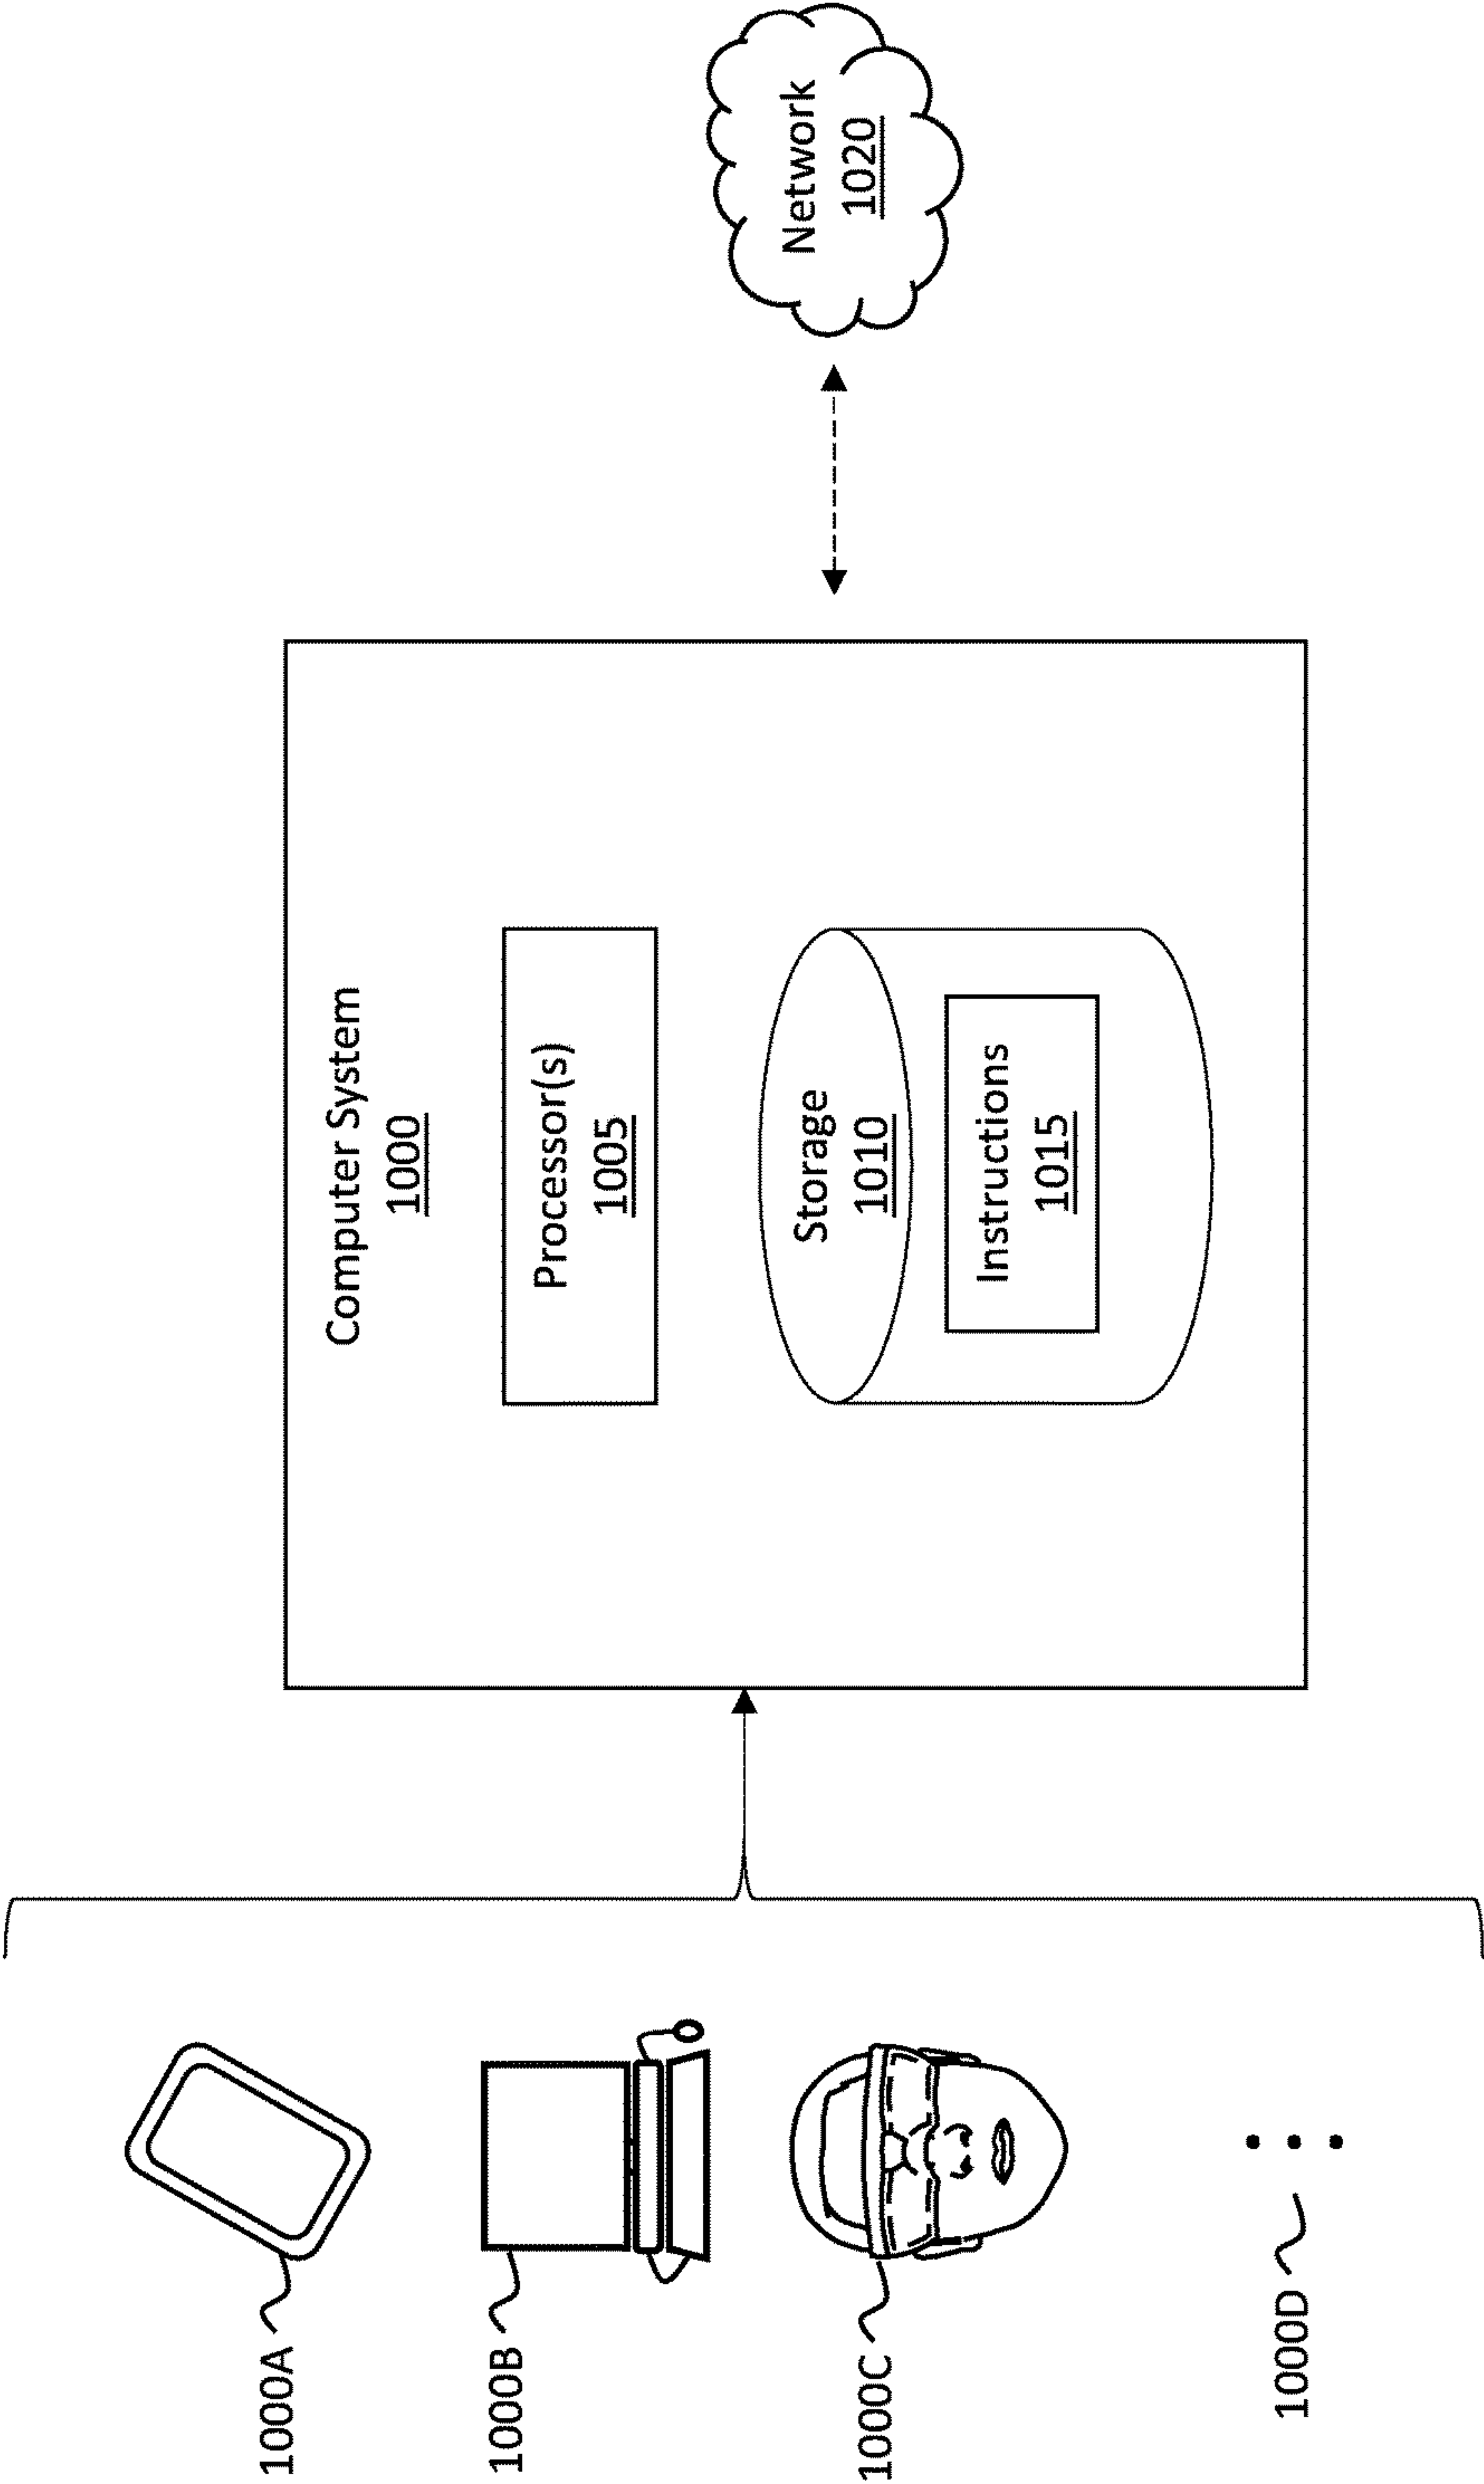 1000A
1000B
1000C
1000D
Computer System
1000
Processor(s)
1005
Storage
1010
Instructions
1015
Network
1020